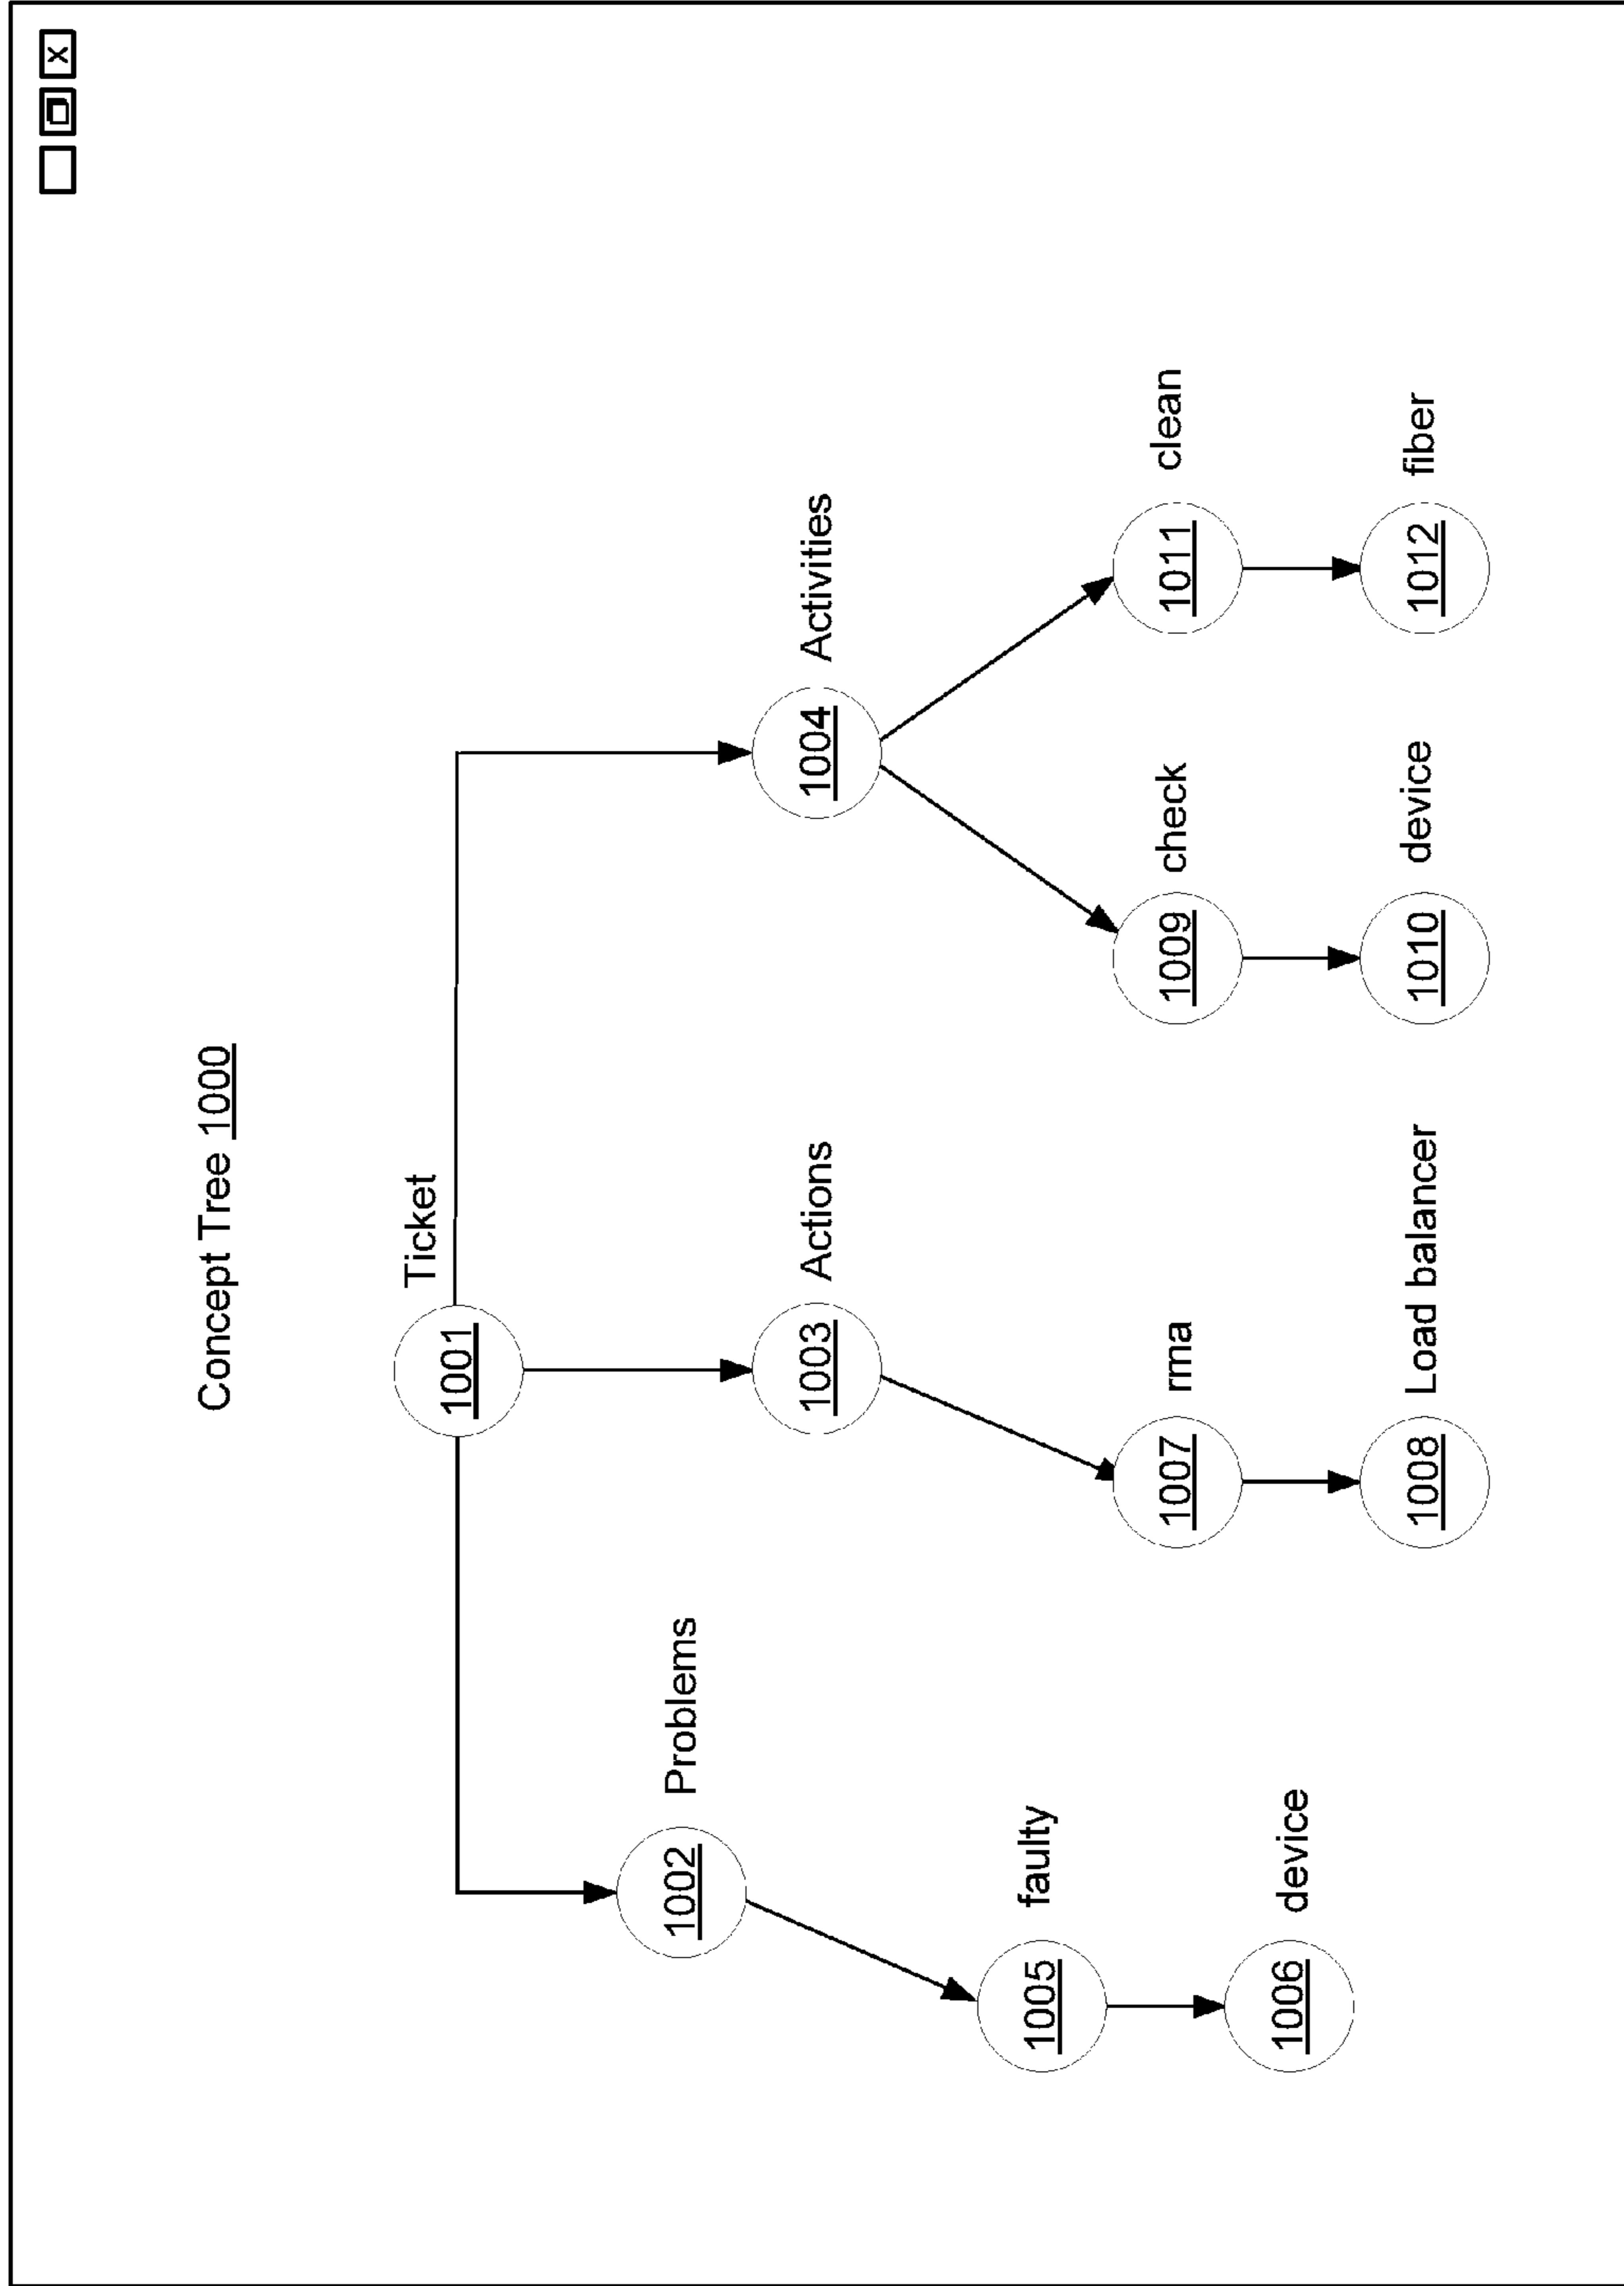 X
Concept Tree 1000
Ticket
1001
Problems
1002
Actions
1003
Activities
1004
faulty
1005
device
1006
rma
1007
Load balancer
1008
check
1009
device
1010
clean
1011
fiber
1012